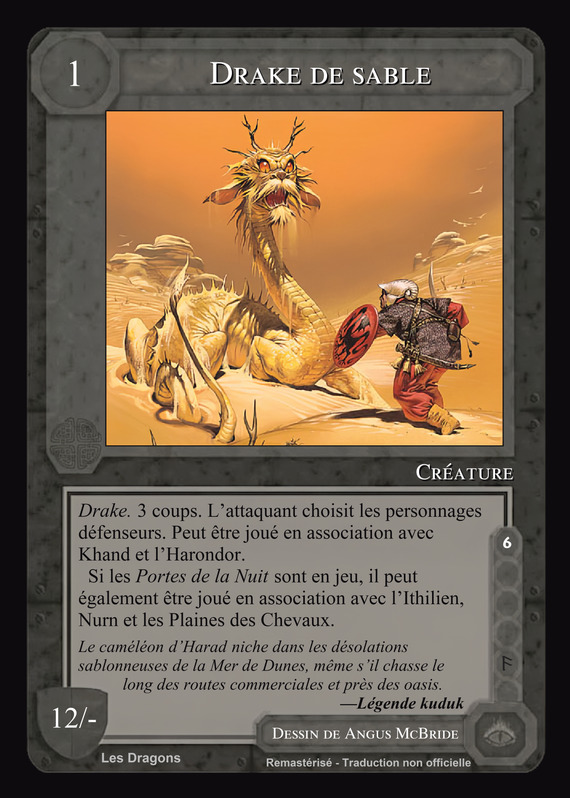 1
DRAKE DE SABLE
CRÉATURE
Drake. 3 coups. L'attaquant choisit les personnages
défenseurs. Peut être joué en association avec
Khand et l'Harondor.
Si les Portes de la Nuit sont en jeu, il peut
également être joué en association avec l'Ithilien,
Nurn et les Plaines des Chevaux.
6
Le caméléon d'Harad niche dans les désolations
sablonneuses de la Mer de Dunes, même s'il chasse le
long des routes commerciales et près des oasis.
—Légende kuduk
12/-
DESSIN DE ANGUS MCBRIDE
Les Dragons
Remastérisé - Traduction non officielle